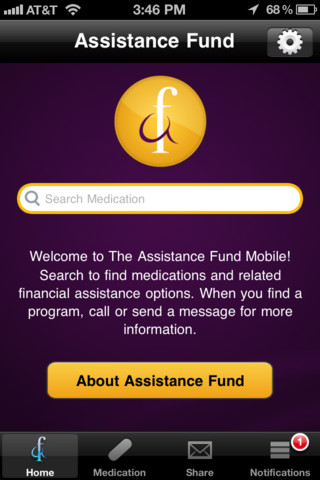 AT&T 3:46 PM 68%
Assistance Fund
af
Search Medication
Welcome to The Assistance Fund Mobile!
Search to find medications and related
financial assistance options. When you find a
program, call or send a message for more
information.
About Assistance Fund
1
af
Home Medication Share Notifications